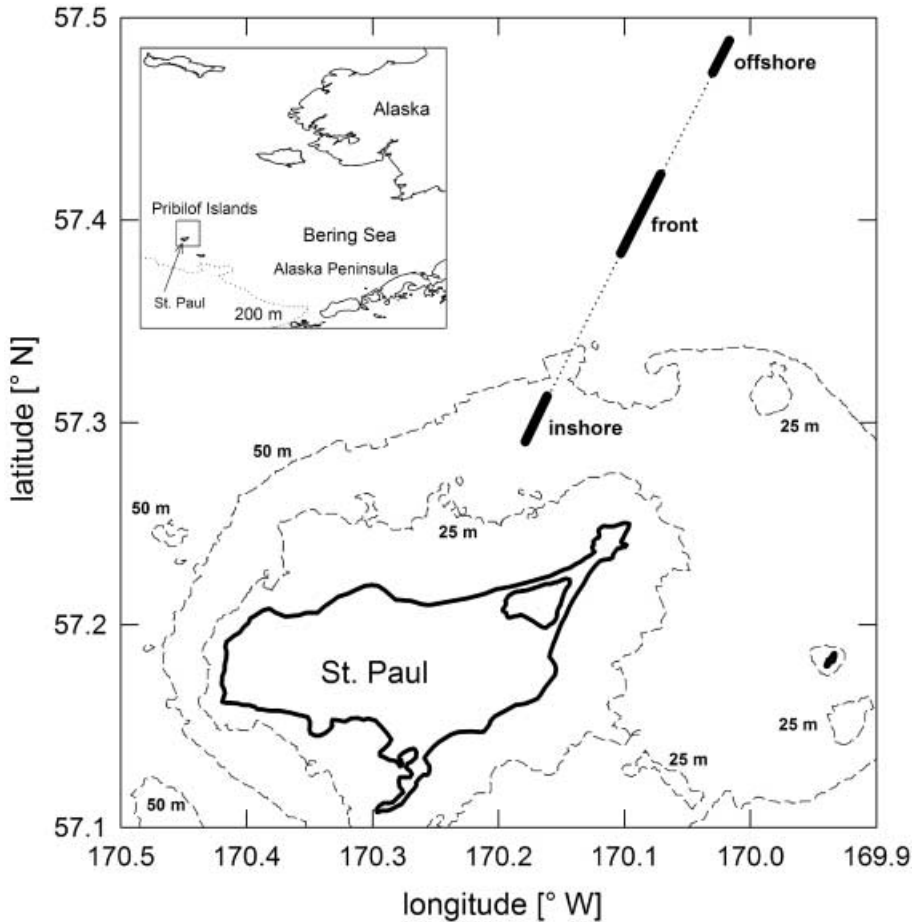 57.5
57.4
57.3
57.2
57.1
latitude [° N]
170.5
170.4
170.3
170.2
170.1
170.0
169.9
longitude [° W]
Alaska
Pribilof Islands
Bering Sea
Alaska Peninsula
St. Paul
200 m
offshore
front
inshore
25 m
50 m
50 m
25 m
St. Paul
25 m
25 m
50 m